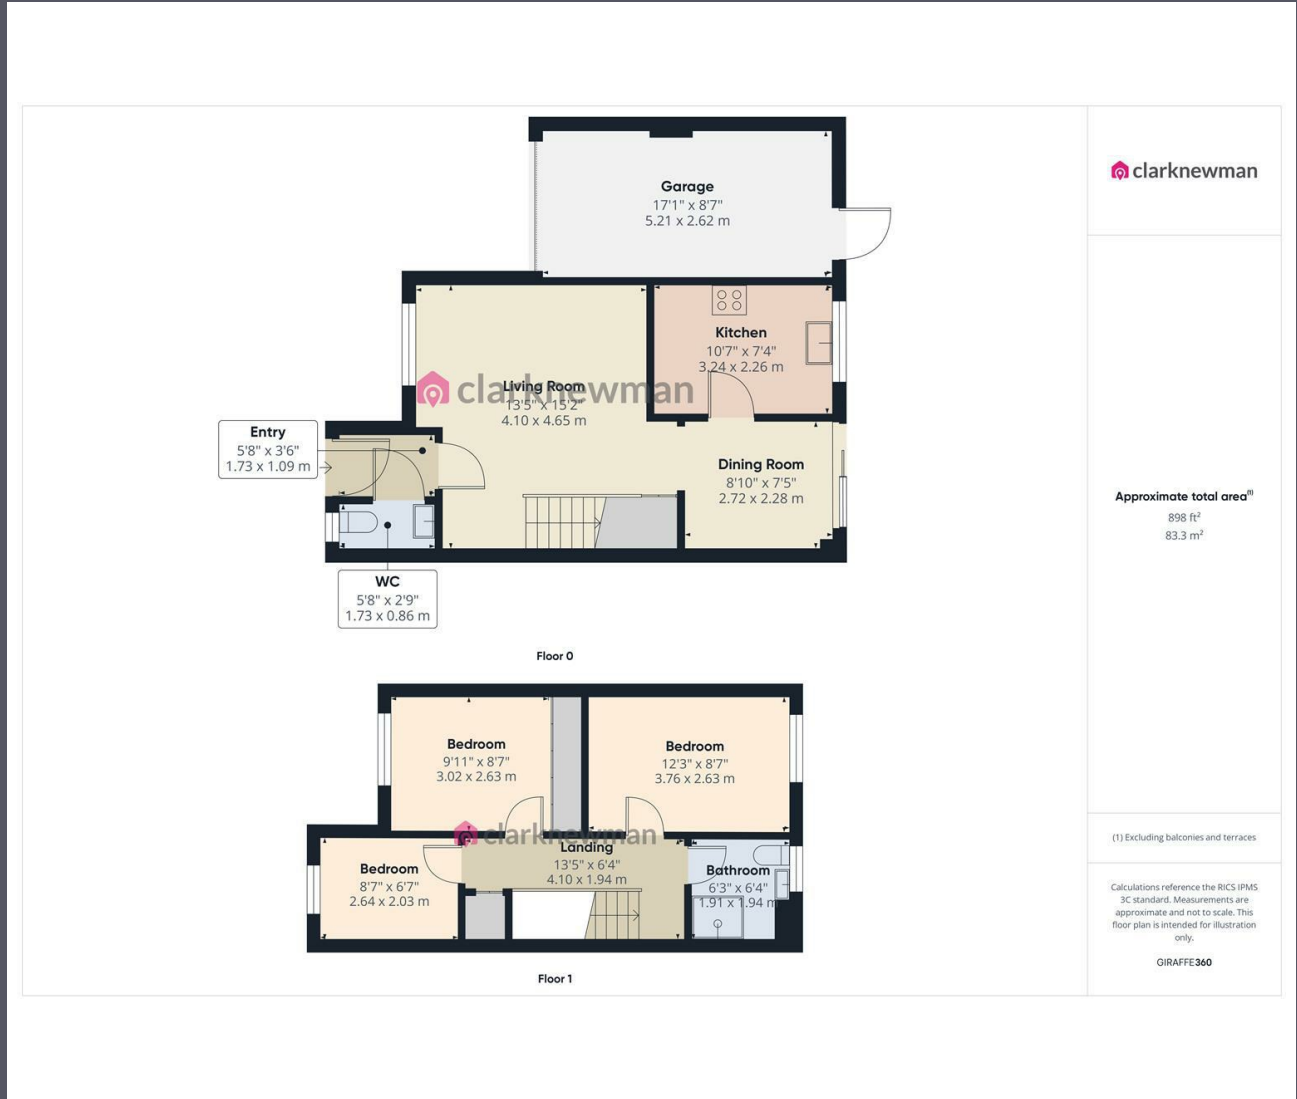 Garage
17'1" x 8'7"
5.21 x 2.62 m
Kitchen
10'7" x 7'4"
3.24 x 2.26 m
Living Room
13'5" x 15'2"
4.10 x 4.65 m
clarknewman
Entry
5'8" x 3'6"
1.73 x 1.09 m
Dining Room
8'10" x 7'5"
2.72 x 2.28 m
WC
5'8" x 2'9"
1.73 x 0.86 m
Floor 0
Bedroom
9'11" x 8'7"
3.02 x 2.63 m
Bedroom
12'3" x 8'7"
3.76 x 2.63 m
clarknewman
Landing
13'5" x 6'4"
4.10 x 1.94 m
Bedroom
8'7" x 6'7"
2.64 x 2.03 m
Bathroom
6'3" x 6'4"
1.91 x 1.94 m
Floor 1
clarknewman
Approximate total area(1)
898 ft²
83.3 m²
(1) Excluding balconies and terraces
Calculations reference the RICS IPMS
3C standard. Measurements are
approximate and not to scale. This
floor plan is intended for illustration
only.
GIRAFFE360